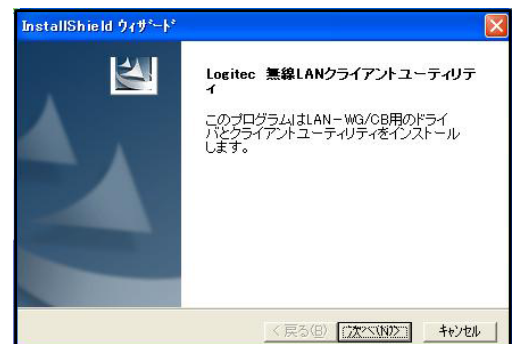 InstallShield ウィザード
Logitec 無線LANクライアントユーティリテ
ィ
このプログラムはLAN-WG/CB用のドライ
バとクライアントユーティリティをインストール
します。
< 戻る(B) 次へ(N)> キャンセル